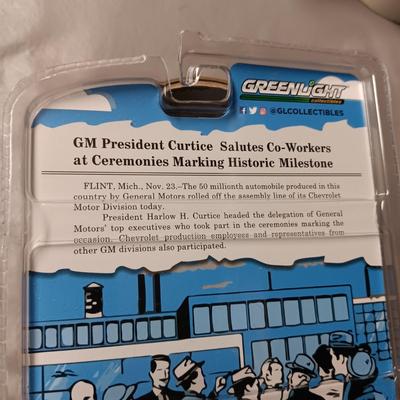 GREENLIGHT
collectibles
@GLCOLLECTIBLES
GM President Curtice Salutes Co-Workers
at Ceremonies Marking Historic Milestone
FLINT, Mich., Nov. 23.-The 50 millionth automobile produced in this
country by General Motors rolled off the assembly line of its Chevrolet
Motor Division today.
President Harlow H. Curtice headed the delegation of General
Motors' top executives who took part in the ceremonies marking the
occasion. Chevrolet production employees and representatives from
other GM divisions also participated.